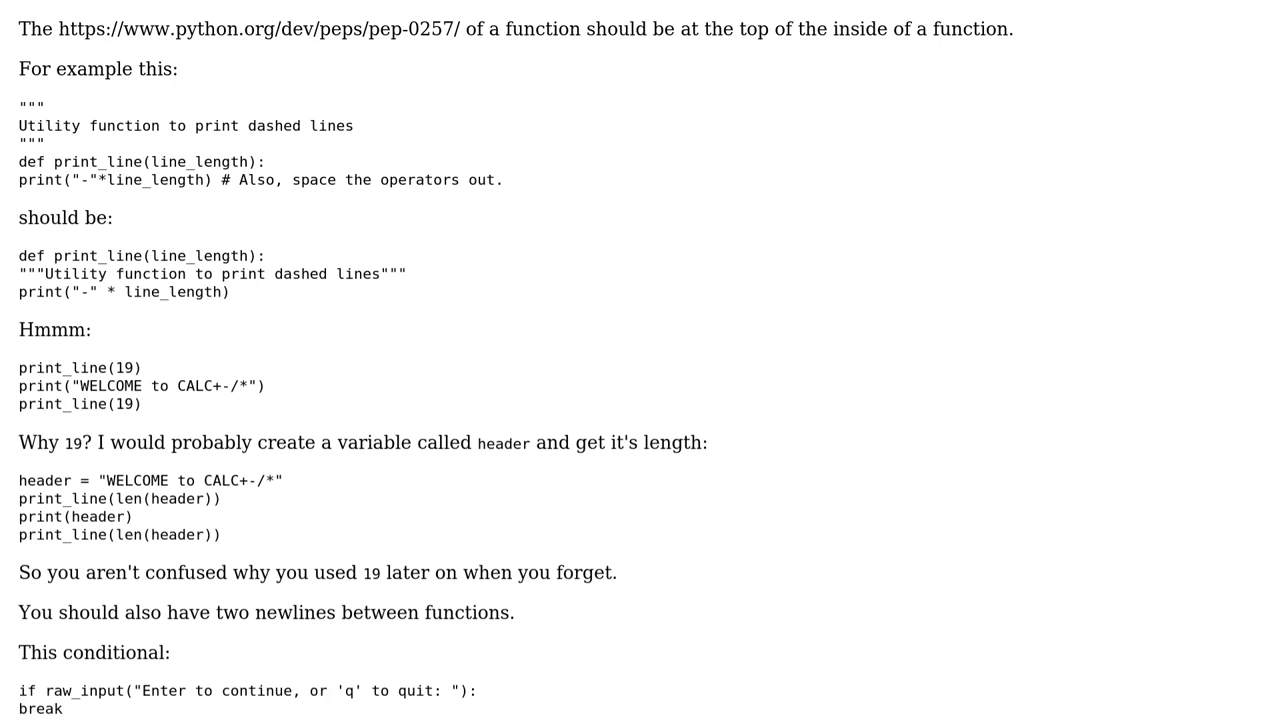 The https://www.python.org/dev/peps/pep-0257/ of a function should be at the top of the inside of a function.
For example this:
"""
Utility function to print dashed lines
"""
def print_line(line_length):
print("-"*line_length) # Also, space the operators out.
should be:
def print_line(line_length):
"""Utility function to print dashed lines"""
print("-" * line_length)
Hmmm:
print_line(19)
print("WELCOME to CALC+-/*")
print_line(19)
Why 19? I would probably create a variable called header and get it's length:
header = "WELCOME to CALC+-/*"
print_line(len(header))
print(header)
print_line(len(header))
So you aren't confused why you used 19 later on when you forget.
You should also have two newlines between functions.
This conditional:
if raw_input("Enter to continue, or 'q' to quit: "):
break